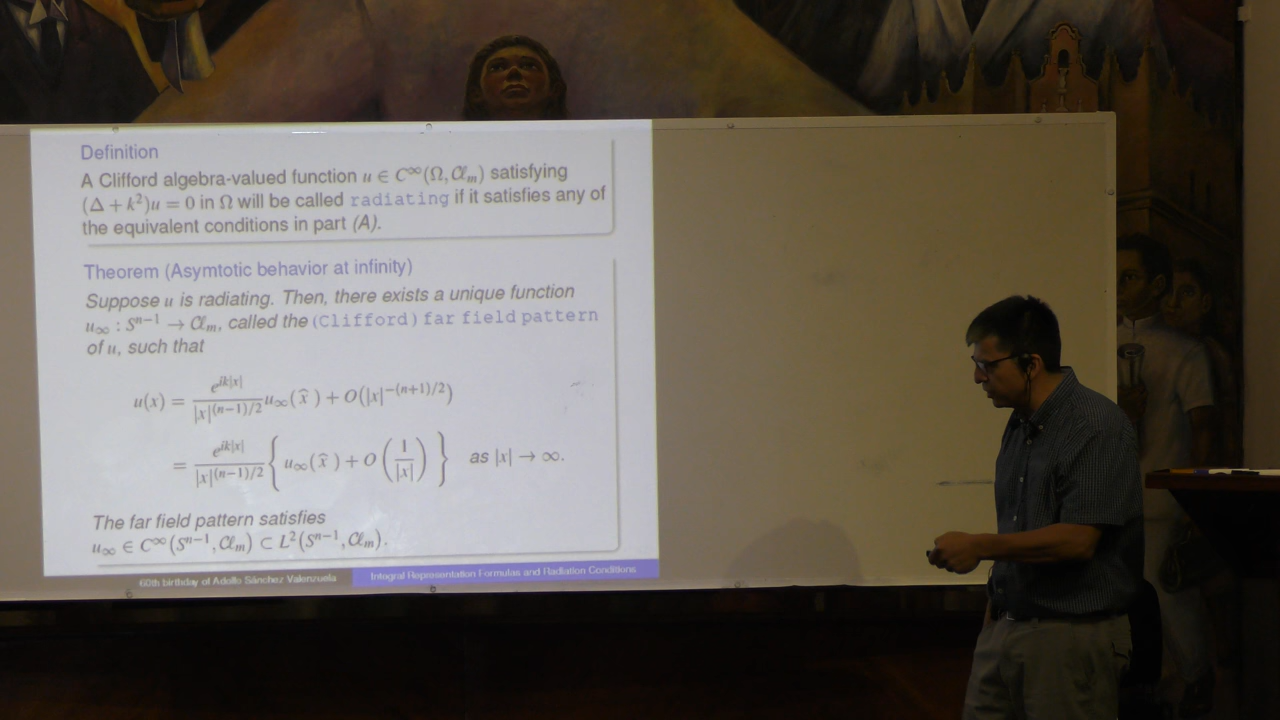 Definition
A Clifford algebra-valued function u ∈ C^∞(Ω, Cℓ_m) satisfying
(Δ + k²)u = 0 in Ω will be called radiating if it satisfies any of
the equivalent conditions in part (A).
Theorem (Asymtotic behavior at infinity)
Suppose u is radiating. Then, there exists a unique function
u_∞ : S^{n−1} → Cℓ_m, called the (Clifford) far field pattern
of u, such that
u(x) = \frac{e^{ik|x|}}{|x|^{(n−1)/2}} u_∞(x̂) + O(|x|^{−(n+1)/2})
= \frac{e^{ik|x|}}{|x|^{(n−1)/2}} { u_∞(x̂) + O(\frac{1}{|x|}) } as |x| → ∞.
The far field pattern satisfies
u_∞ ∈ C^∞(S^{n−1}, Cℓ_m) ⊂ L²(S^{n−1}, Cℓ_m).
60th birthday of Adolfo Sánchez Valenzuela Integral Representation Formulas and Radiation Conditions